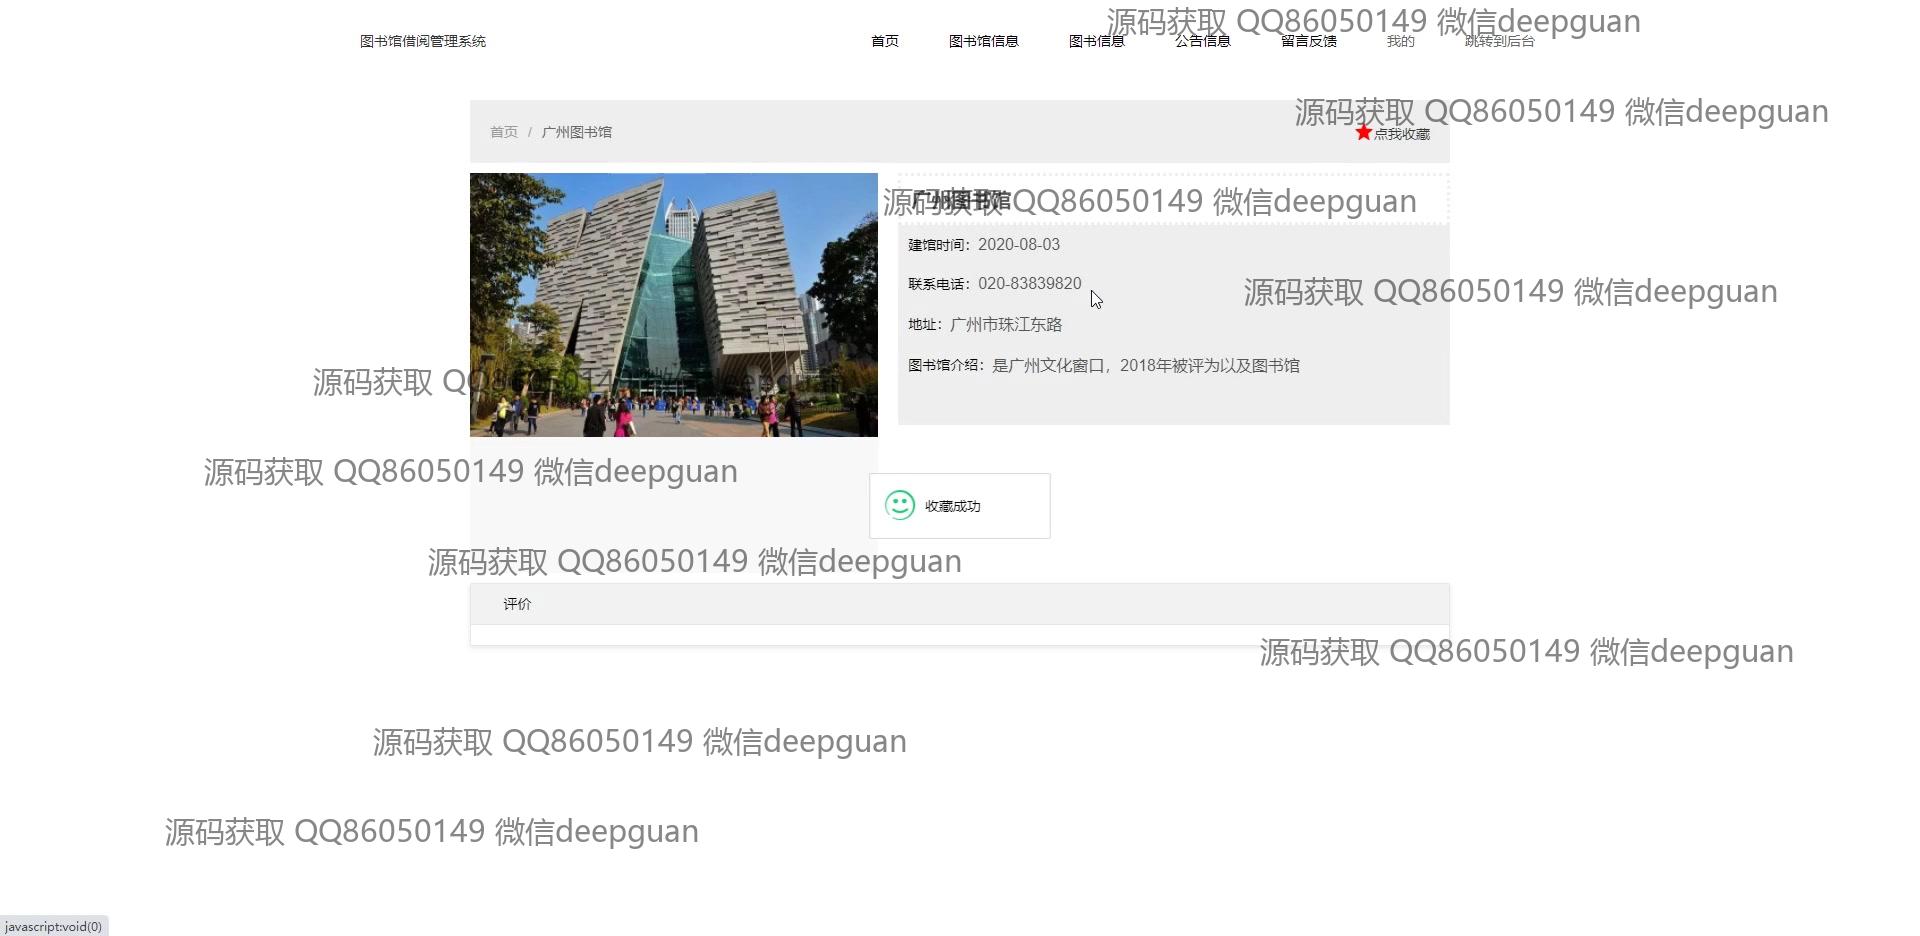 源码获取 QQ86050149 微信deepguan
图书馆借阅管理系统
首页
图书馆信息
图书信息
公告信息
留言反馈
我的
跳转到后台
源码获取 QQ86050149 微信deepguan
首页 / 广州图书馆
点我收藏
广州图书馆
源码获取 QQ86050149 微信deepguan
建馆时间：2020-08-03
联系电话：020-83839820
源码获取 QQ86050149 微信deepguan
地址：广州市珠江东路
图书馆介绍：是广州文化窗口，2018年被评为以及图书馆
源码获取 QQ86050149 微信deepguan
源码获取 QQ86050149 微信deepguan
收藏成功
源码获取 QQ86050149 微信deepguan
评价
源码获取 QQ86050149 微信deepguan
源码获取 QQ86050149 微信deepguan
源码获取 QQ86050149 微信deepguan
javascript:void(0)